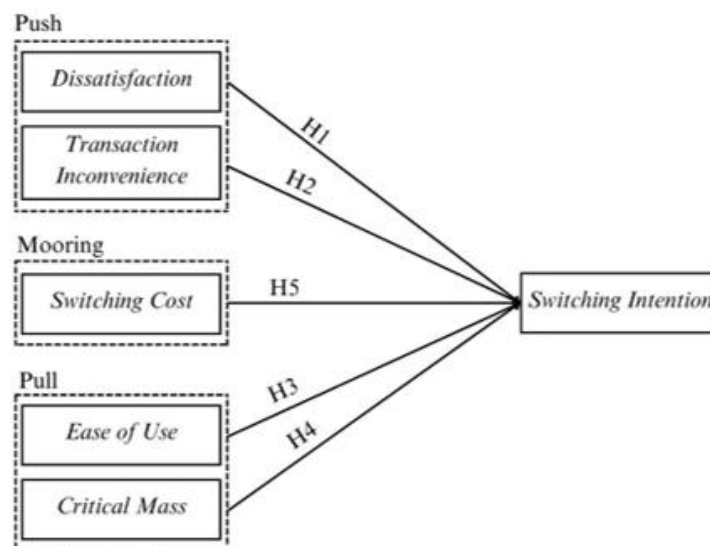 Push
Dissatisfaction
Transaction
Inconvenience
H1
H2
Mooring
Switching Cost
H5
Switching Intention
Pull
Ease of Use
H3
H4
Critical Mass